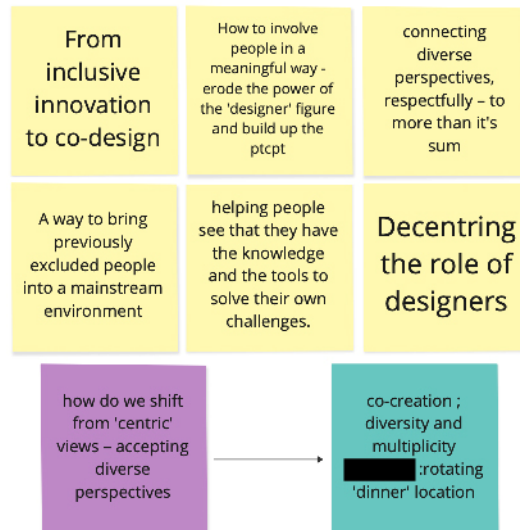 From
inclusive
innovation
to co-design
How to involve
people in a
meaningful way -
erode the power of
the 'designer' figure
and build up the
ptcpt
connecting
diverse
perspectives,
respectfully – to
more than it's
sum
A way to bring
previously
excluded people
into a mainstream
environment
helping people
see that they have
the knowledge
and the tools to
solve their own
challenges.
Decentring
the role of
designers
how do we shift
from 'centric'
views – accepting
diverse
perspectives
co-creation ;
diversity and
multiplicity
:rotating
'dinner' location